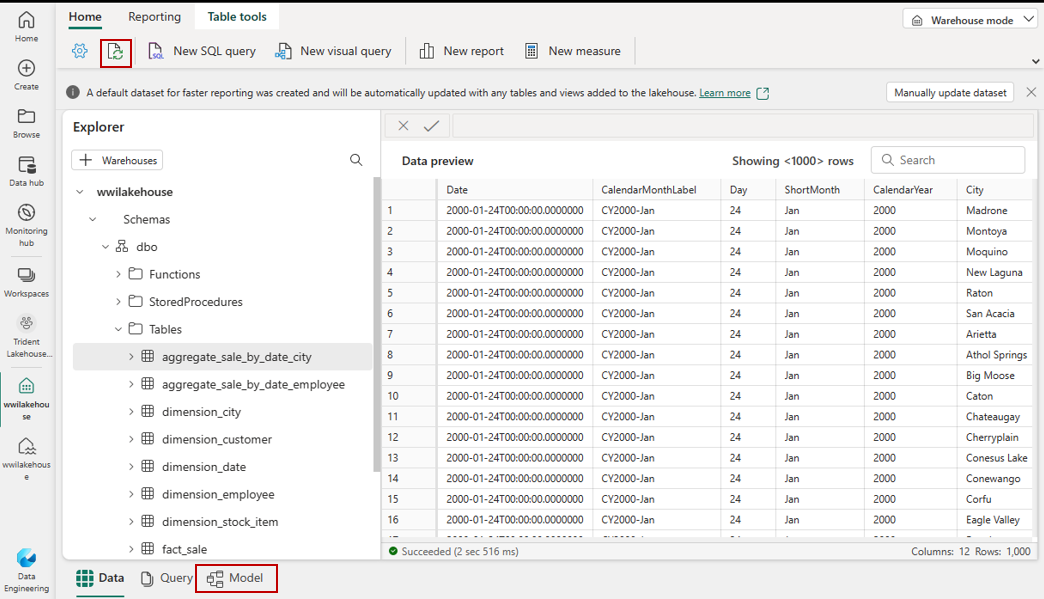 Home
Reporting
Table tools
Warehouse mode
SQL
New SQL query
New visual query
New report
New measure
A default dataset for faster reporting was created and will be automatically updated with any tables and views added to the lakehouse. Learn more
Manually update dataset
Home
Create
Browse
Data hub
Monitoring
hub
Workspaces
Trident
Lakehouse...
wwilakehou
se
wwilakehous
e
Data
Engineering
Explorer
Warehouses
wwilakehouse
Schemas
dbo
Functions
StoredProcedures
Tables
aggregate_sale_by_date_city
aggregate_sale_by_date_employee
dimension_city
dimension_customer
dimension_date
dimension_employee
dimension_stock_item
fact_sale
Data preview
Showing <1000> rows
Search
Date CalendarMonthLabel Day ShortMonth CalendarYear City
1 2000-01-24T00:00:00.0000000 CY2000-Jan 24 Jan 2000 Madrone
2 2000-01-24T00:00:00.0000000 CY2000-Jan 24 Jan 2000 Montoya
3 2000-01-24T00:00:00.0000000 CY2000-Jan 24 Jan 2000 Moquino
4 2000-01-24T00:00:00.0000000 CY2000-Jan 24 Jan 2000 New Laguna
5 2000-01-24T00:00:00.0000000 CY2000-Jan 24 Jan 2000 Raton
6 2000-01-24T00:00:00.0000000 CY2000-Jan 24 Jan 2000 San Acacia
7 2000-01-24T00:00:00.0000000 CY2000-Jan 24 Jan 2000 Arietta
8 2000-01-24T00:00:00.0000000 CY2000-Jan 24 Jan 2000 Athol Springs
9 2000-01-24T00:00:00.0000000 CY2000-Jan 24 Jan 2000 Big Moose
10 2000-01-24T00:00:00.0000000 CY2000-Jan 24 Jan 2000 Caton
11 2000-01-24T00:00:00.0000000 CY2000-Jan 24 Jan 2000 Chateaugay
12 2000-01-24T00:00:00.0000000 CY2000-Jan 24 Jan 2000 Cherryplain
13 2000-01-24T00:00:00.0000000 CY2000-Jan 24 Jan 2000 Conesus Lake
14 2000-01-24T00:00:00.0000000 CY2000-Jan 24 Jan 2000 Conewango
15 2000-01-24T00:00:00.0000000 CY2000-Jan 24 Jan 2000 Corfu
16 2000-01-24T00:00:00.0000000 CY2000-Jan 24 Jan 2000 Eagle Valley
Succeeded (2 sec 516 ms)
Columns: 12 Rows: 1,000
Data
Query
Model